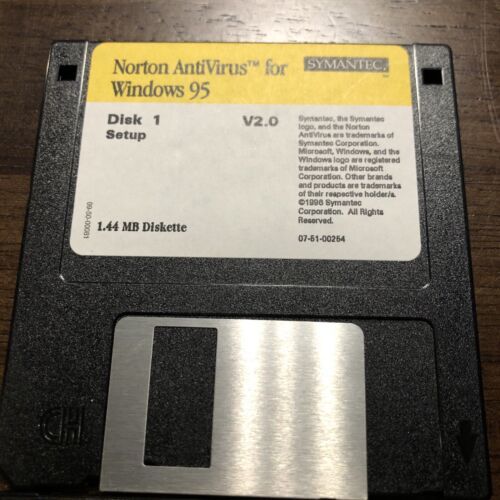 Norton AntiVirus™ for
Windows 95
SYMANTEC.
Disk 1
Setup
V2.0
Symantec, the Symantec
logo, and the Norton
AntiVirus are trademarks of
Symantec Corporation.
Microsoft, Windows, and the
Windows logo are registered
trademarks of Microsoft
Corporation. Other brands
and products are trademarks
of their respective holder/s.
©1996 Symantec
Corporation. All Rights
Reserved.
07-51-00254
09-50-00081
1.44 MB Diskette